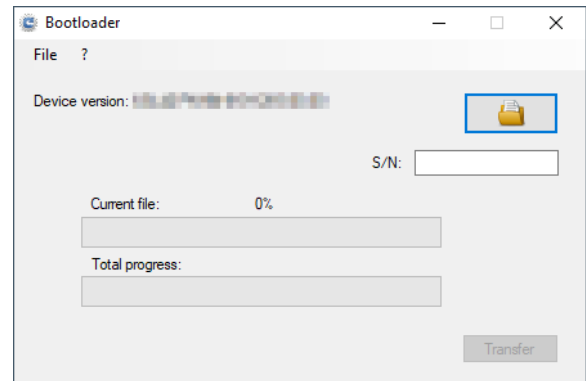 Bootloader
File ?
Device version:
S/N:
Current file: 0%
Total progress:
Transfer